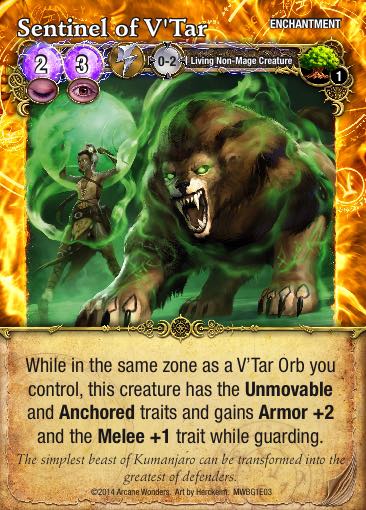 Sentinel of V'Tar
ENCHANTMENT
2 3 0-2 Living Non-Mage Creature 1
While in the same zone as a V'Tar Orb you
control, this creature has the Unmovable
and Anchored traits and gains Armor +2
and the Melee +1 trait while guarding.
The simplest beast of Kumanjaro can be transformed into the
greatest of defenders.
©2014 Arcane Wonders. Art by Herckeim. MWBG1E03